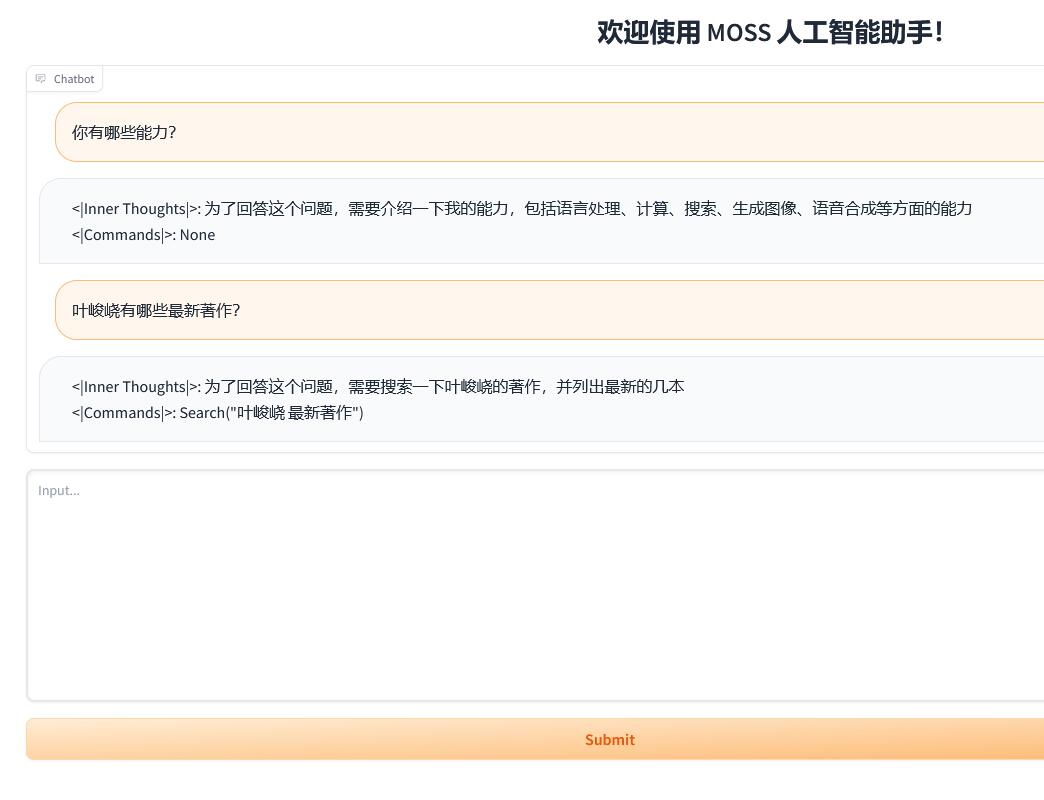 欢迎使用 MOSS 人工智能助手！
Chatbot
你有哪些能力？
<|Inner Thoughts|>: 为了回答这个问题，需要介绍一下我的能力，包括语言处理、计算、搜索、生成图像、语音合成等方面的能力
<|Commands|>: None
叶峻峣有哪些最新著作？
<|Inner Thoughts|>: 为了回答这个问题，需要搜索一下叶峻峣的著作，并列出最新的几本
<|Commands|>: Search("叶峻峣 最新著作")
Input...
Submit